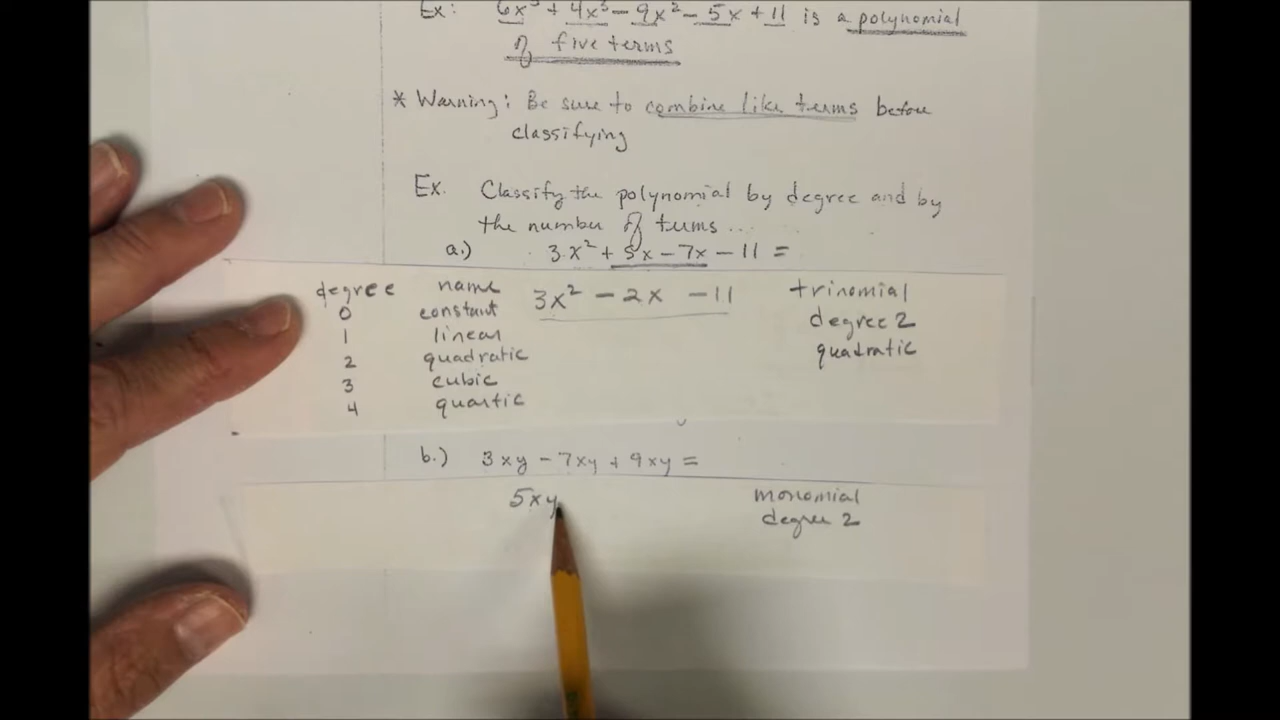 Ex: 6x⁵ + 4x³ - 9x² - 5x + 11 is a polynomial
of five terms
* Warning: Be sure to combine like terms before
classifying
Ex. Classify the polynomial by degree and by
the number of terms ...
a.) 3x² + 5x - 7x - 11 =
degree name 3x² - 2x - 11 trinomial
0 constant degree 2
1 linear quadratic
2 quadratic
3 cubic
4 quartic
b.) 3xy - 7xy + 9xy =
5xy monomial
degree 2